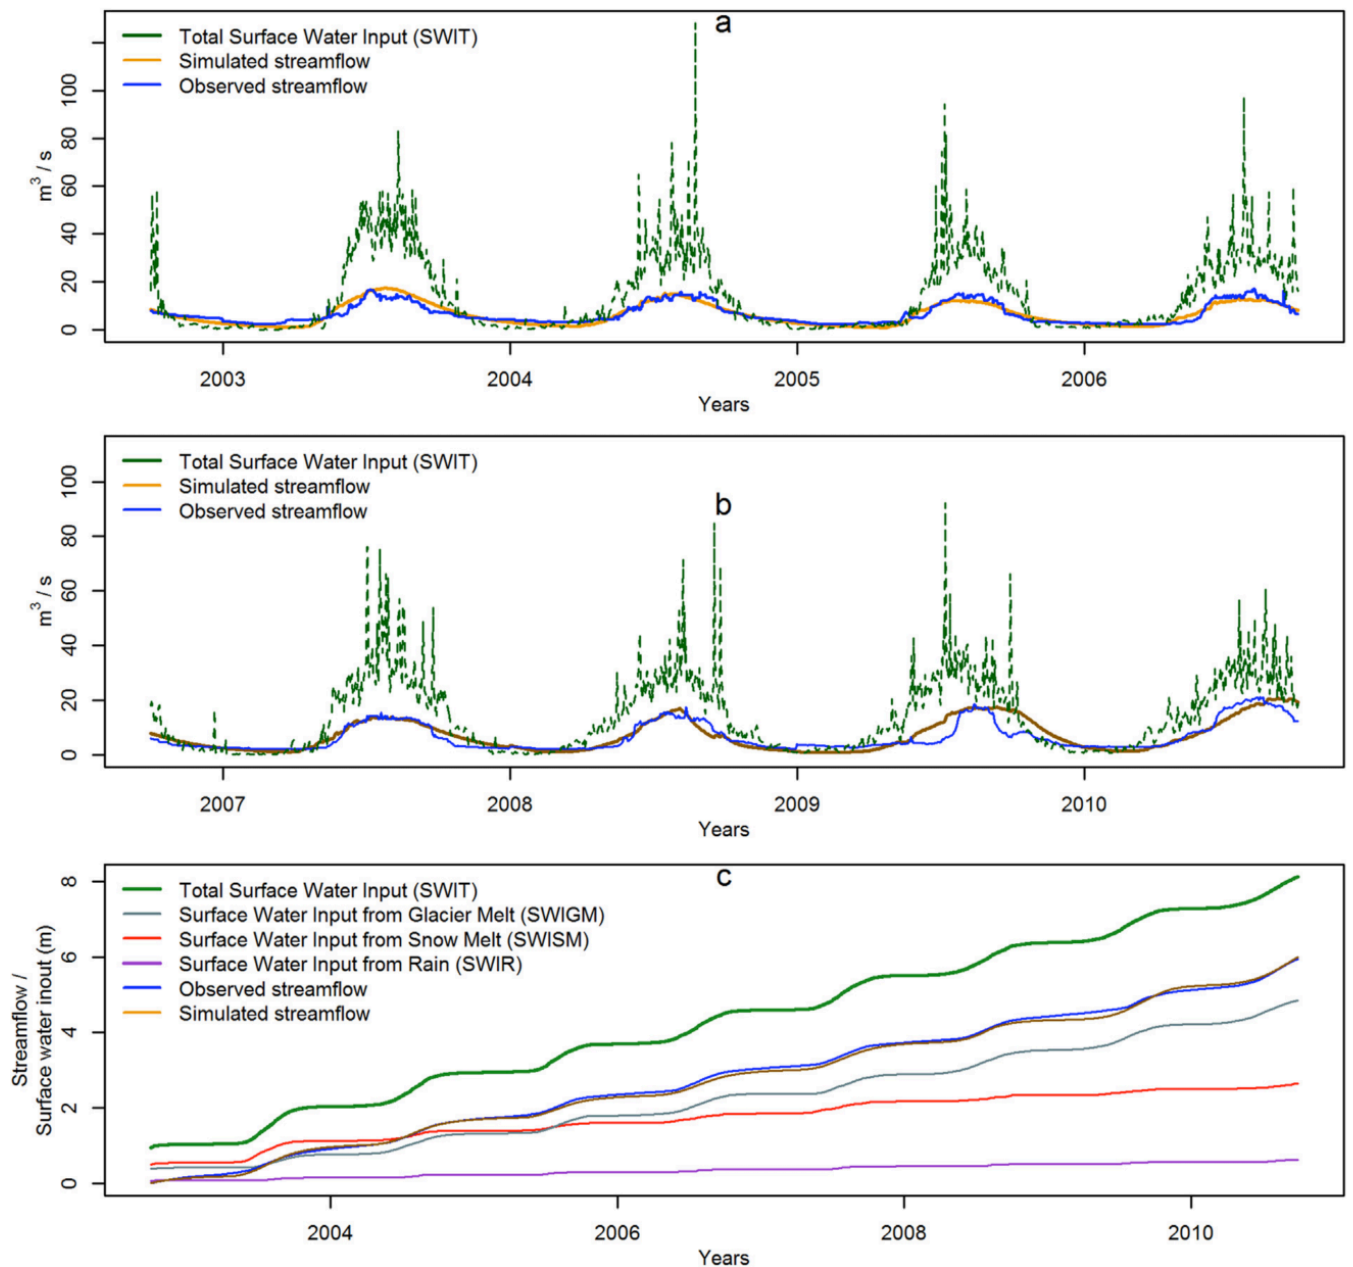 a
Total Surface Water Input (SWIT)
Simulated streamflow
Observed streamflow
m³ / s
0 20 40 60 80 100
2003 2004 2005 2006
Years
b
Total Surface Water Input (SWIT)
Simulated streamflow
Observed streamflow
m³ / s
0 20 40 60 80 100
2007 2008 2009 2010
Years
c
Total Surface Water Input (SWIT)
Surface Water Input from Glacier Melt (SWIGM)
Surface Water Input from Snow Melt (SWISM)
Surface Water Input from Rain (SWIR)
Observed streamflow
Simulated streamflow
Streamflow /
Surface water inout (m)
0 2 4 6 8
2004 2006 2008 2010
Years